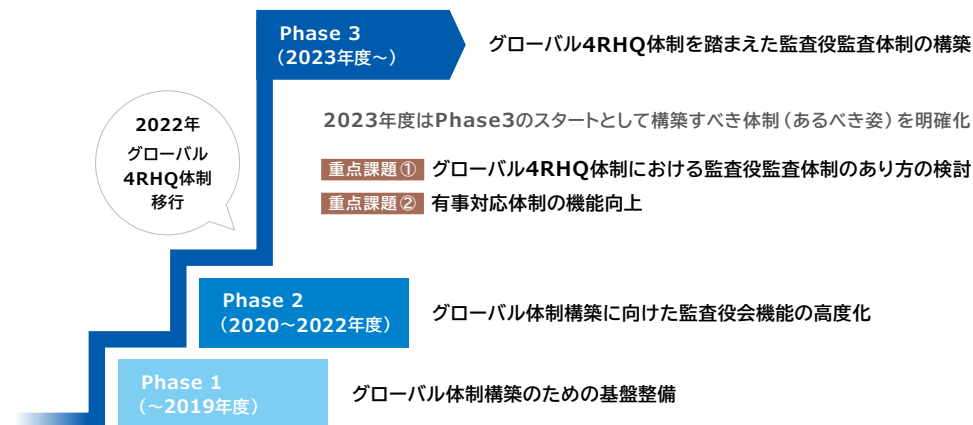 Phase 3
（2023年度～）
グローバル4RHQ体制を踏まえた監査役監査体制の構築
2022年
グローバル
4RHQ体制
移行
2023年度はPhase3のスタートとして構築すべき体制（あるべき姿）を明確化
重点課題① グローバル4RHQ体制における監査役監査体制のあり方の検討
重点課題② 有事対応体制の機能向上
Phase 2
（2020～2022年度）
グローバル体制構築に向けた監査役会機能の高度化
Phase 1
（～2019年度）
グローバル体制構築のための基盤整備